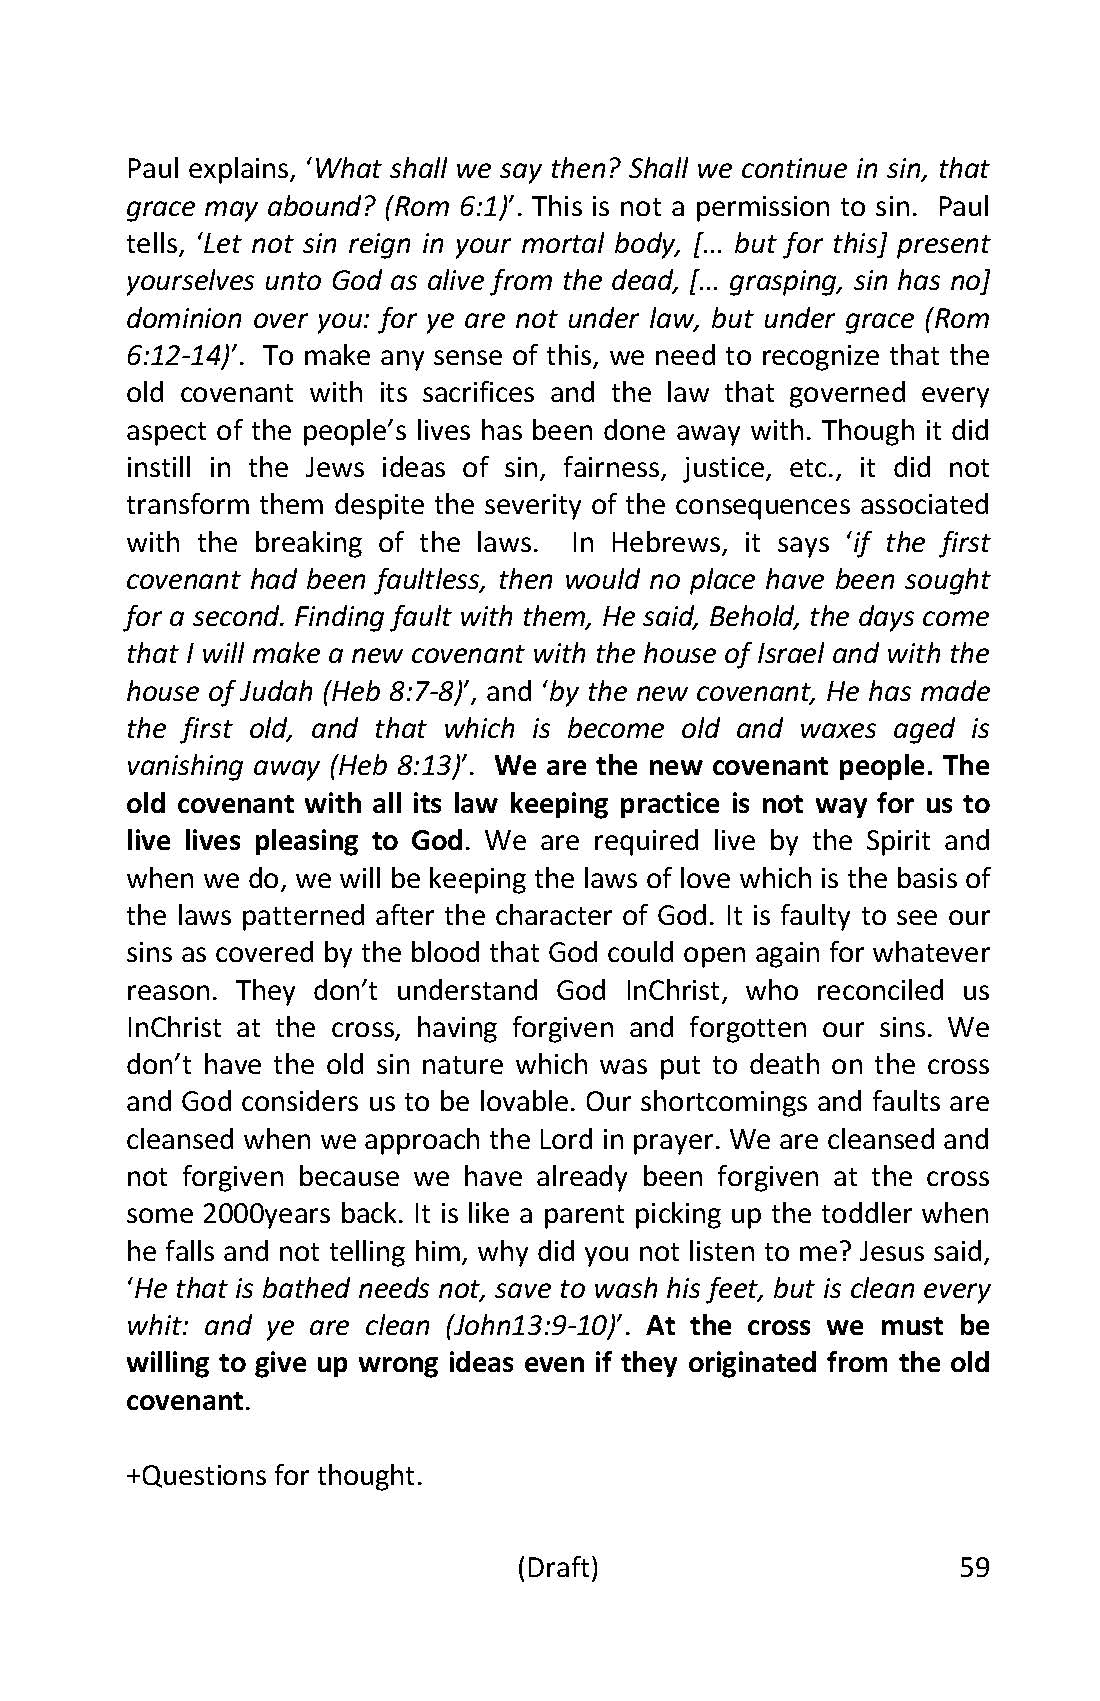 Paul explains, ‘What shall we say then? Shall we continue in sin, that
grace may abound? (Rom 6:1)’. This is not a permission to sin.  Paul
tells, ‘Let not sin reign in your mortal body, [… but for this] present
yourselves unto God as alive from the dead, [… grasping, sin has no]
dominion over you: for ye are not under law, but under grace (Rom
6:12-14)’.  To make any sense of this, we need to recognize that the
old covenant with its sacrifices and the law that governed every
aspect of the people’s lives has been done away with. Though it did
instill in the Jews ideas of sin, fairness, justice, etc., it did not
transform them despite the severity of the consequences associated
with the breaking of the laws.  In Hebrews, it says ‘if the first
covenant had been faultless, then would no place have been sought
for a second. Finding fault with them, He said, Behold, the days come
that I will make a new covenant with the house of Israel and with the
house of Judah (Heb 8:7-8)’, and ‘by the new covenant, He has made
the first old, and that which is become old and waxes aged is
vanishing away (Heb 8:13)’.  We are the new covenant people. The
old covenant with all its law keeping practice is not way for us to
live lives pleasing to God. We are required live by the Spirit and
when we do, we will be keeping the laws of love which is the basis of
the laws patterned after the character of God. It is faulty to see our
sins as covered by the blood that God could open again for whatever
reason. They don’t understand God InChrist, who reconciled us
InChrist at the cross, having forgiven and forgotten our sins. We
don’t have the old sin nature which was put to death on the cross
and God considers us to be lovable. Our shortcomings and faults are
cleansed when we approach the Lord in prayer. We are cleansed and
not forgiven because we have already been forgiven at the cross
some 2000years back. It is like a parent picking up the toddler when
he falls and not telling him, why did you not listen to me? Jesus said,
‘He that is bathed needs not, save to wash his feet, but is clean every
whit: and ye are clean (John13:9-10)’. At the cross we must be
willing to give up wrong ideas even if they originated from the old
covenant.
+Questions for thought.
(Draft) 59